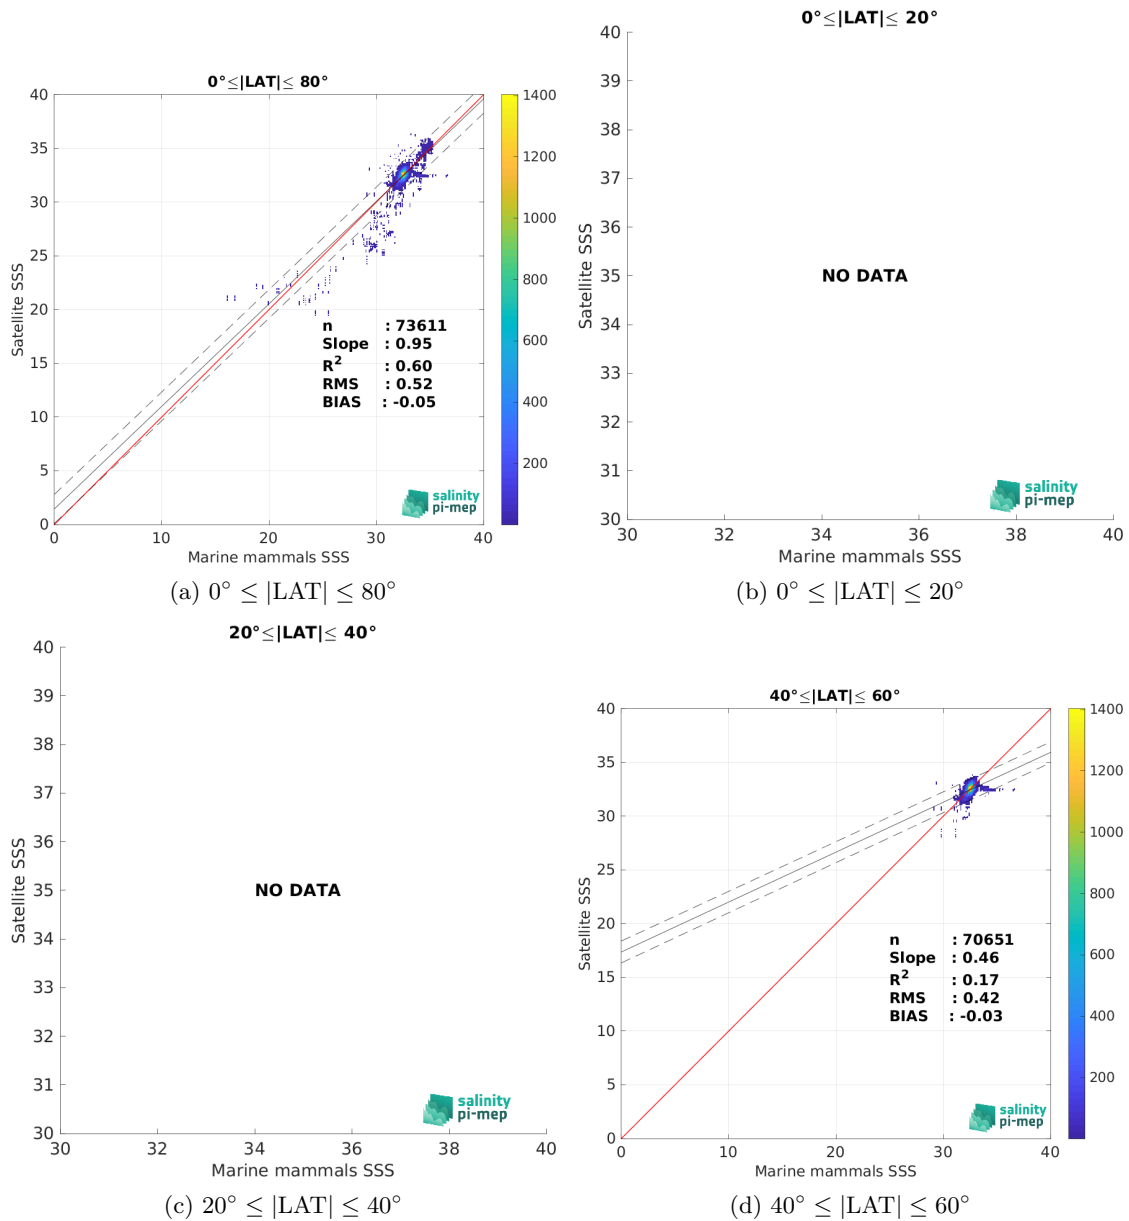 0°≤|LAT|≤ 80°
Satellite SSS
40
35
30
25
20
15
10
5
0
0 10 20 30 40
Marine mammals SSS
n : 73611
Slope : 0.95
R² : 0.60
RMS : 0.52
BIAS : -0.05
salinity
pi-mep
1400
1200
1000
800
600
400
200
(a) 0° ≤ |LAT| ≤ 80°
0°≤|LAT|≤ 20°
Satellite SSS
40
39
38
37
36
35
34
33
32
31
30
NO DATA
salinity
pi-mep
30 32 34 36 38 40
Marine mammals SSS
(b) 0° ≤ |LAT| ≤ 20°
20°≤|LAT|≤ 40°
Satellite SSS
40
39
38
37
36
35
34
33
32
31
30
NO DATA
salinity
pi-mep
30 32 34 36 38 40
Marine mammals SSS
(c) 20° ≤ |LAT| ≤ 40°
40°≤|LAT|≤ 60°
Satellite SSS
40
35
30
25
20
15
10
5
0
n : 70651
Slope : 0.46
R² : 0.17
RMS : 0.42
BIAS : -0.03
salinity
pi-mep
0 10 20 30 40
Marine mammals SSS
1400
1200
1000
800
600
400
200
(d) 40° ≤ |LAT| ≤ 60°